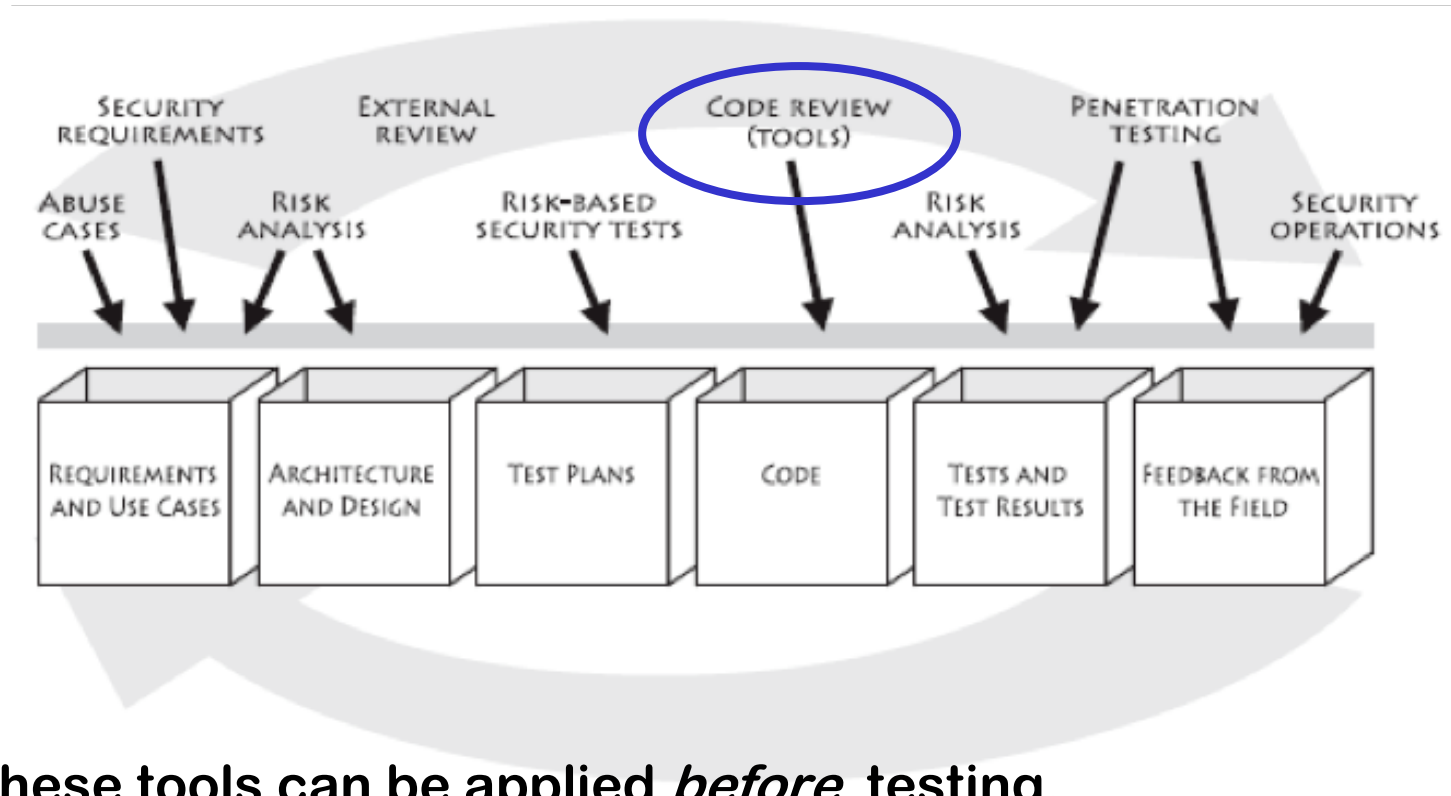 SECURITY
REQUIREMENTS
EXTERNAL
REVIEW
CODE REVIEW
(TOOLS)
PENETRATION
TESTING
ABUSE
CASES
RISK
ANALYSIS
RISK-BASED
SECURITY TESTS
RISK
ANALYSIS
SECURITY
OPERATIONS
REQUIREMENTS
AND USE CASES
ARCHITECTURE
AND DESIGN
TEST PLANS
CODE
TESTS AND
TEST RESULTS
FEEDBACK FROM
THE FIELD
hese tools can be applied before testing